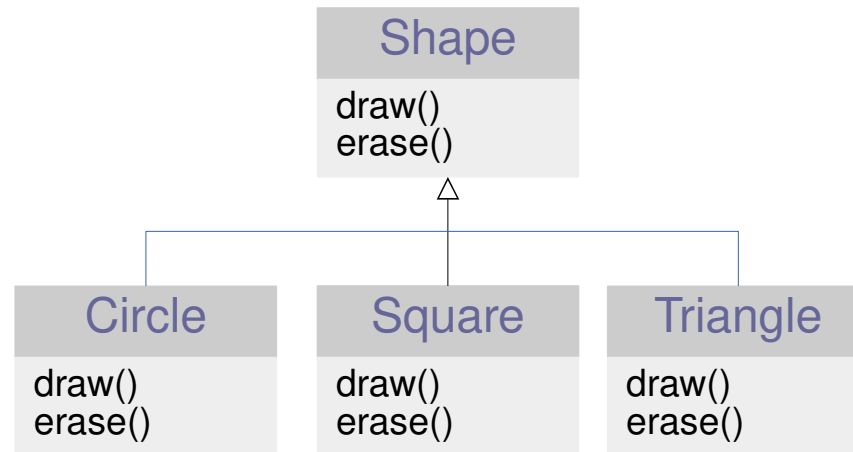 Shape
draw()
erase()
Circle
draw()
erase()
Square
draw()
erase()
Triangle
draw()
erase()